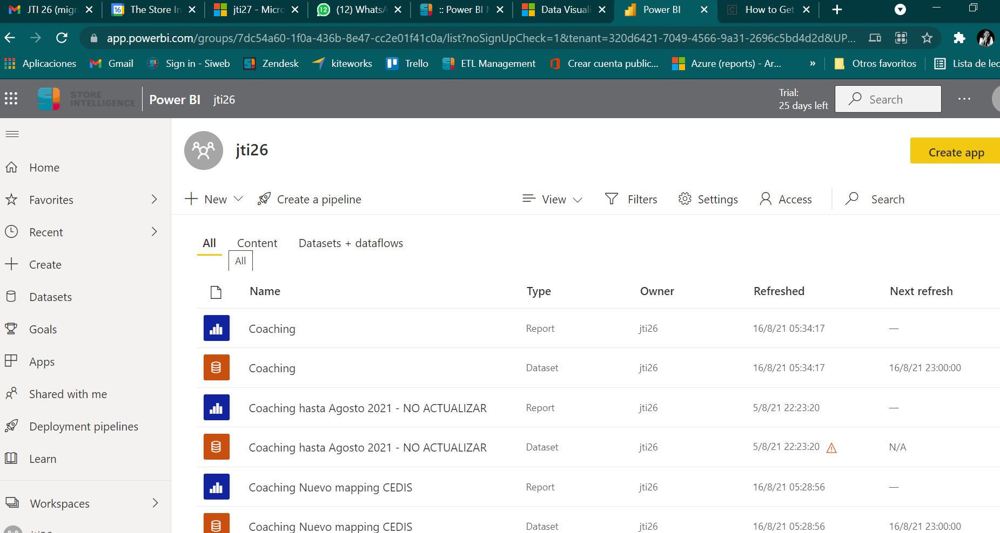 JTI 26 (migr
The Store In
jti27 - Micro
(12) WhatsA
:: Power BI M
Data Visuali
Power BI
How to Get
app.powerbi.com/groups/7dc54a60-1f0a-436b-8e47-cc2e01f41c0a/list?noSignUpCheck=1&tenant=320d6421-7049-4566-9a31-2696c5bd4d2d&UP...
Aplicaciones
Gmail
Sign in - Siweb
Zendesk
kiteworks
Trello
ETL Management
Crear cuenta public...
Azure (reports) - Ar...
»
Otros favoritos
Lista de lec
STORE
INTELLIGENCE
Power BI
jti26
Trial:
25 days left
Search
jti26
Create app
Home
Favorites
Recent
Create
Datasets
Goals
Apps
Shared with me
Deployment pipelines
Learn
Workspaces
New
Create a pipeline
View
Filters
Settings
Access
Search
All
Content
Datasets + dataflows
All
Name Type Owner Refreshed Next refresh
Coaching Report jti26 16/8/21 05:34:17 —
Coaching Dataset jti26 16/8/21 05:34:17 16/8/21 23:00:00
Coaching hasta Agosto 2021 - NO ACTUALIZAR Report jti26 5/8/21 22:23:20 —
Coaching hasta Agosto 2021 - NO ACTUALIZAR Dataset jti26 5/8/21 22:23:20 N/A
Coaching Nuevo mapping CEDIS Report jti26 16/8/21 05:28:56 —
Coaching Nuevo mapping CEDIS Dataset jti26 16/8/21 05:28:56 16/8/21 23:00:00